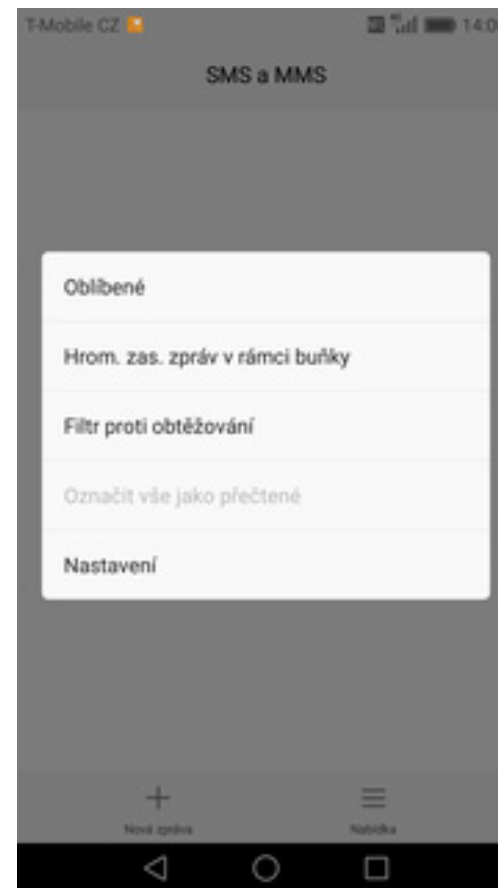 T-Mobile CZ
SMS a MMS
Oblíbené
Hrom. zas. zpráv v rámci buňky
Filtr proti obtěžování
Označit vše jako přečtené
Nastavení
Nová zpráva
Nabídka